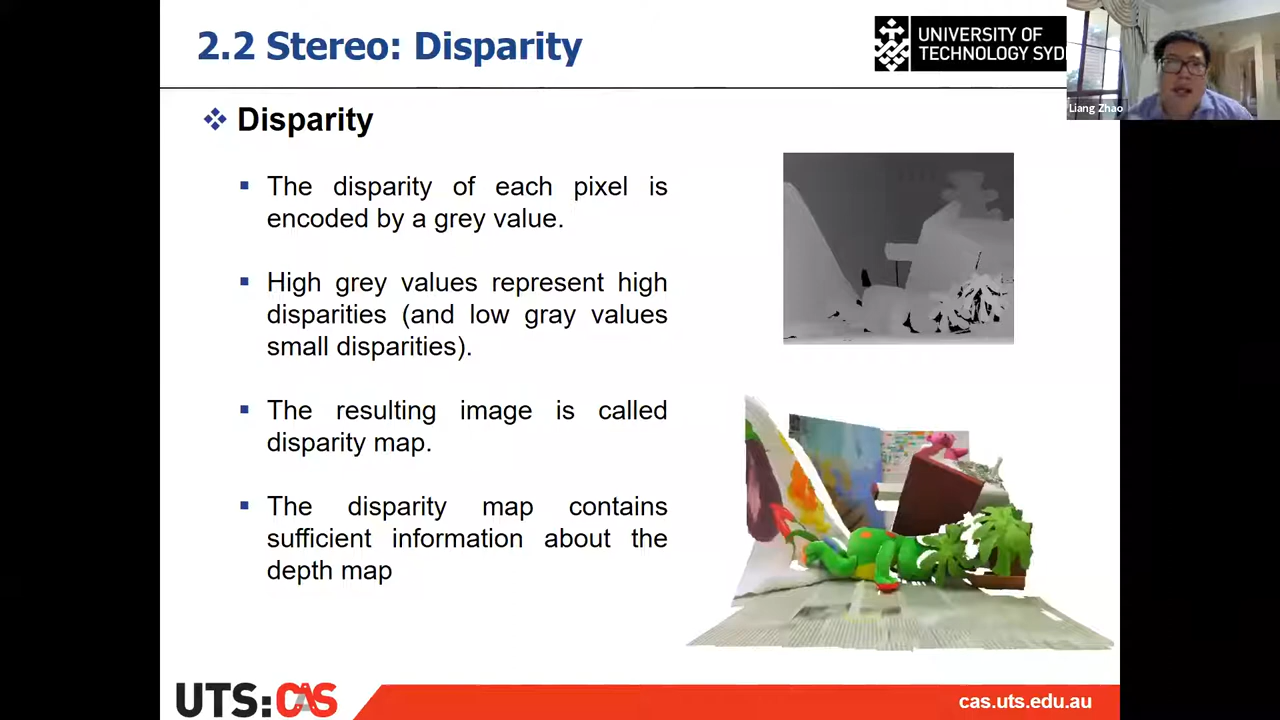 2.2 Stereo: Disparity
UNIVERSITY OF
TECHNOLOGY SYD
Liang Zhao
Disparity
The disparity of each pixel is
encoded by a grey value.
High grey values represent high
disparities (and low gray values
small disparities).
The resulting image is called
disparity map.
The disparity map contains
sufficient information about the
depth map
UTS:CAS
cas.uts.edu.au